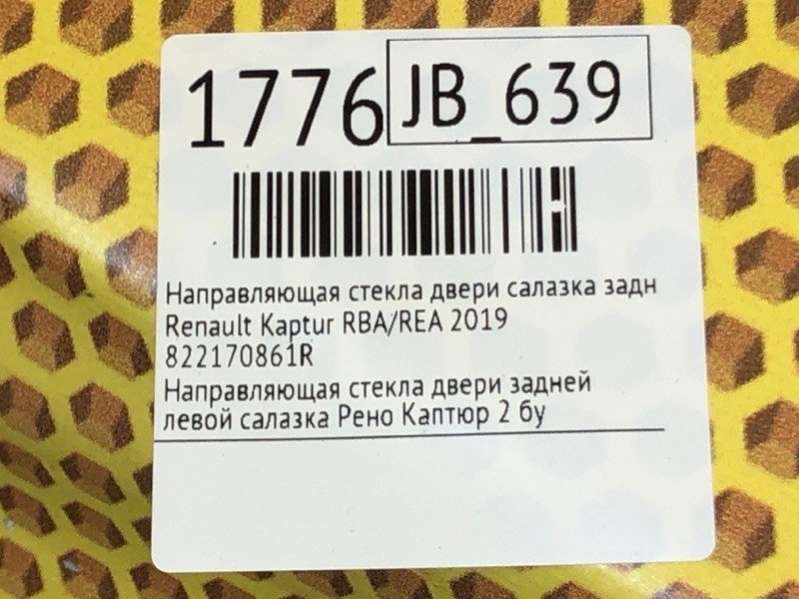 1776 JB_639
Направляющая стекла двери салазка задн
Renault Kaptur RBA/REA 2019
822170861R
Направляющая стекла двери задней
левой салазка Рено Каптюр 2 бу